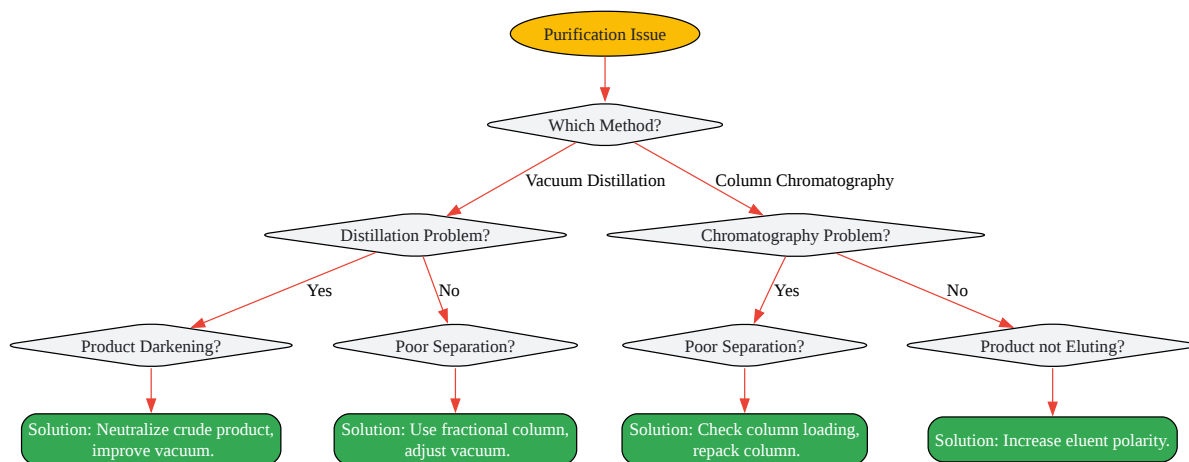 Purification Issue
Which Method?
Vacuum Distillation
Column Chromatography
Distillation Problem?
Chromatography Problem?
Yes
No
Yes
No
Product Darkening?
Poor Separation?
Poor Separation?
Product not Eluting?
Solution: Neutralize crude product,
improve vacuum.
Solution: Use fractional column,
adjust vacuum.
Solution: Check column loading,
repack column.
Solution: Increase eluent polarity.